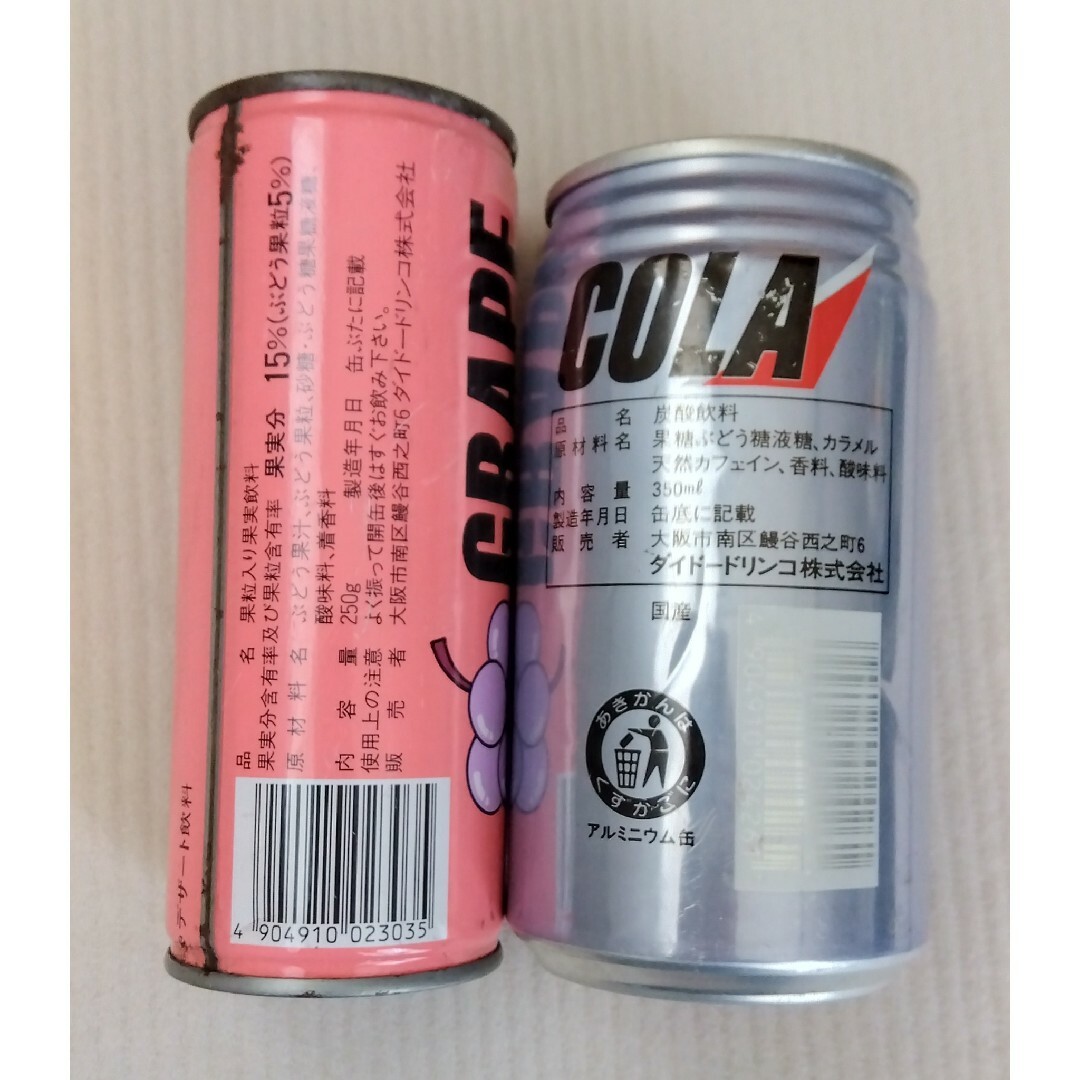 品名 果粒入り果実飲料
果実分含有率及び果粒含有率 果実分 15%(ぶどう果粒5%)
原材料名 ぶどう果汁、ぶどう果粒、砂糖・ぶどう糖果糖液糖、
酸味料、着香料
内容量 250g 製造年月日 缶ぶたに記載
使用上の注意 よく振って開缶後はすぐお飲み下さい。
販売者 大阪市南区鰻谷西之町6 ダイドードリンコ株式会社
GRAPE
デザート飲料
4 904910 023035
COLA
品名 炭酸飲料
原材料名 果糖ぶどう糖液糖、カラメル
天然カフェイン、香料、酸味料
内容量 350ml
製造年月日 缶底に記載
販売者 大阪市南区鰻谷西之町6
ダイドードリンコ株式会社
国産
あきかんは
くずかごに
アルミニウム缶